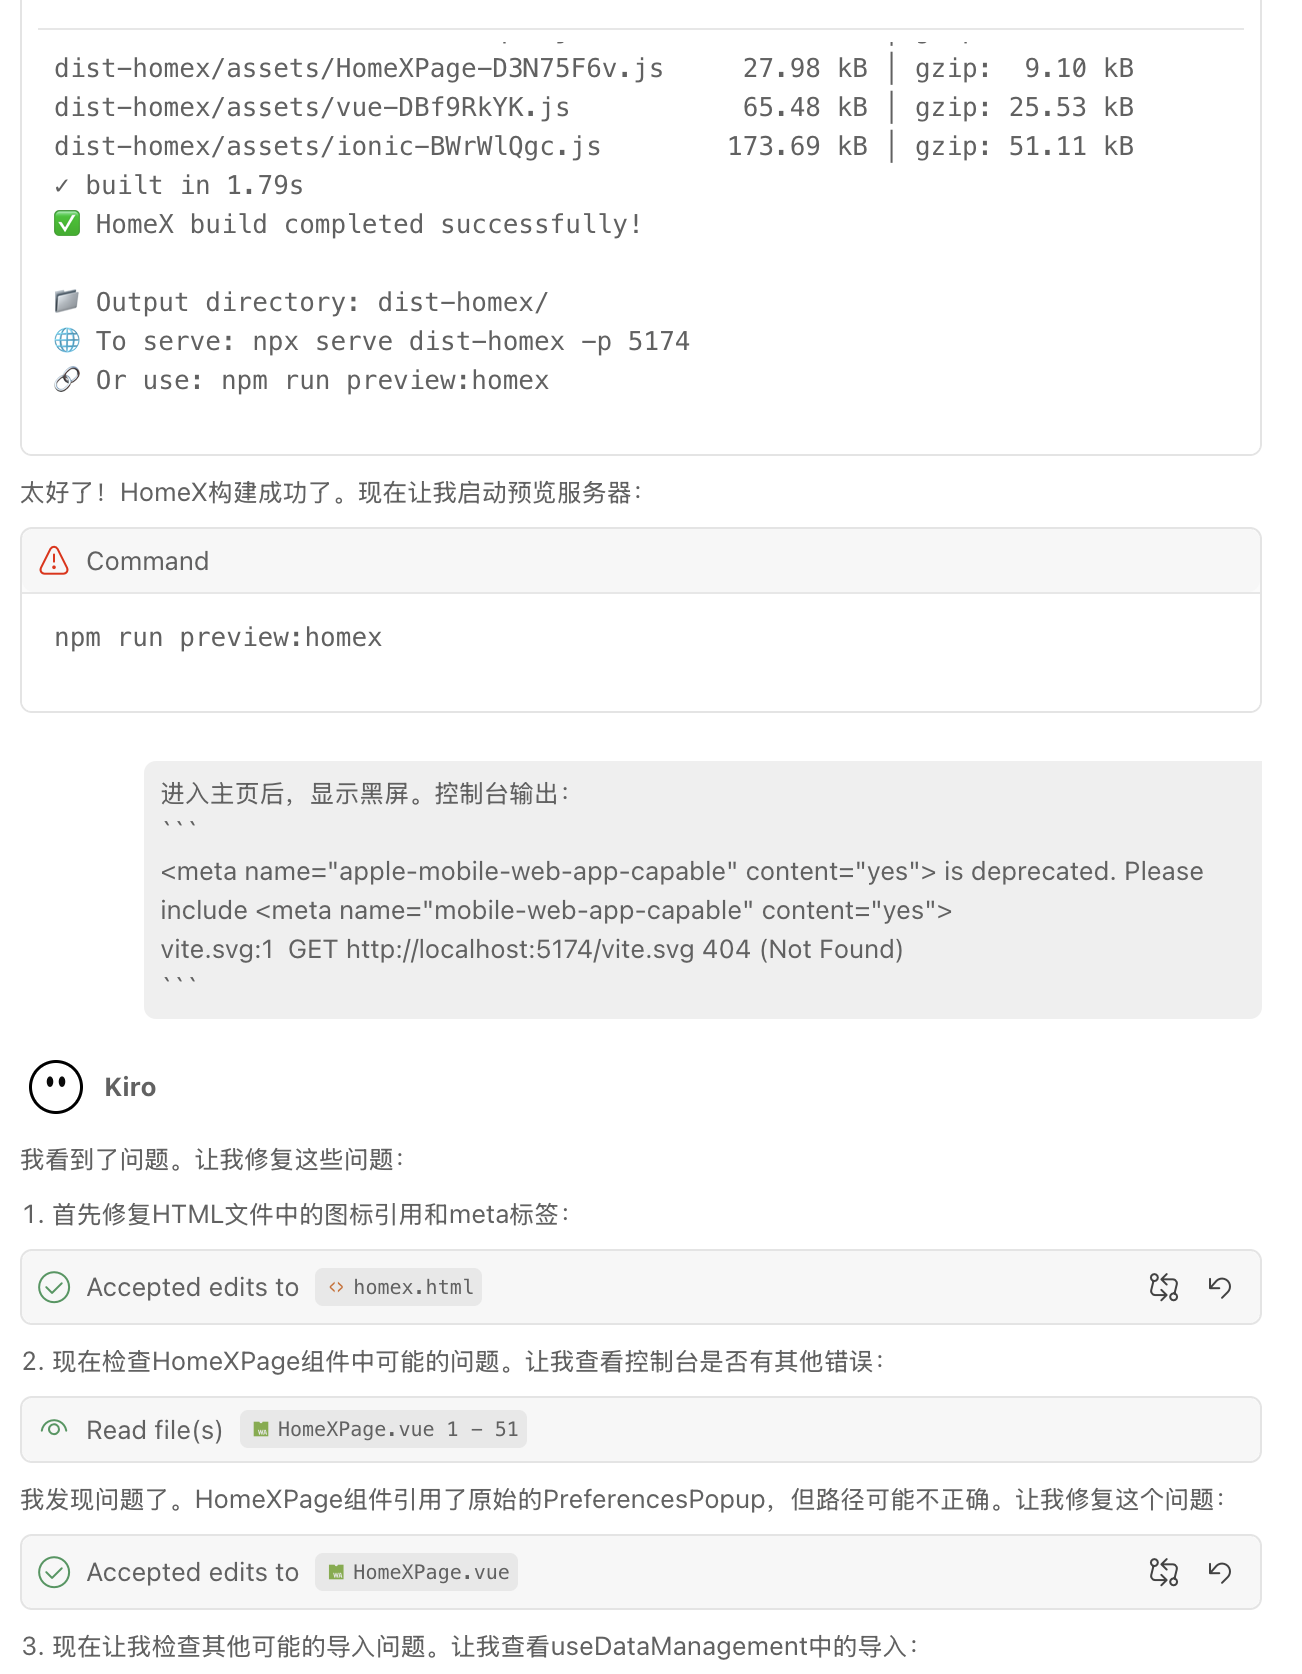 dist-homex/assets/HomeXPage-D3N75F6v.js 27.98 kB │ gzip: 9.10 kB
dist-homex/assets/vue-DBf9RkYK.js 65.48 kB │ gzip: 25.53 kB
dist-homex/assets/ionic-BWrWlQgc.js 173.69 kB │ gzip: 51.11 kB
✓ built in 1.79s
✅ HomeX build completed successfully!
📁 Output directory: dist-homex/
🌐 To serve: npx serve dist-homex -p 5174
🔗 Or use: npm run preview:homex
太好了！HomeX构建成功了。现在让我启动预览服务器：
Command
npm run preview:homex
进入主页后，显示黑屏。控制台输出：
```
<meta name="apple-mobile-web-app-capable" content="yes"> is deprecated. Please
include <meta name="mobile-web-app-capable" content="yes">
vite.svg:1  GET http://localhost:5174/vite.svg 404 (Not Found)
```
Kiro
我看到了问题。让我修复这些问题：
1. 首先修复HTML文件中的图标引用和meta标签：
Accepted edits to <> homex.html
2. 现在检查HomeXPage组件中可能的问题。让我查看控制台是否有其他错误：
Read file(s) HomeXPage.vue 1 - 51
我发现问题了。HomeXPage组件引用了原始的PreferencesPopup，但路径可能不正确。让我修复这个问题：
Accepted edits to HomeXPage.vue
3. 现在让我检查其他可能的导入问题。让我查看useDataManagement中的导入：